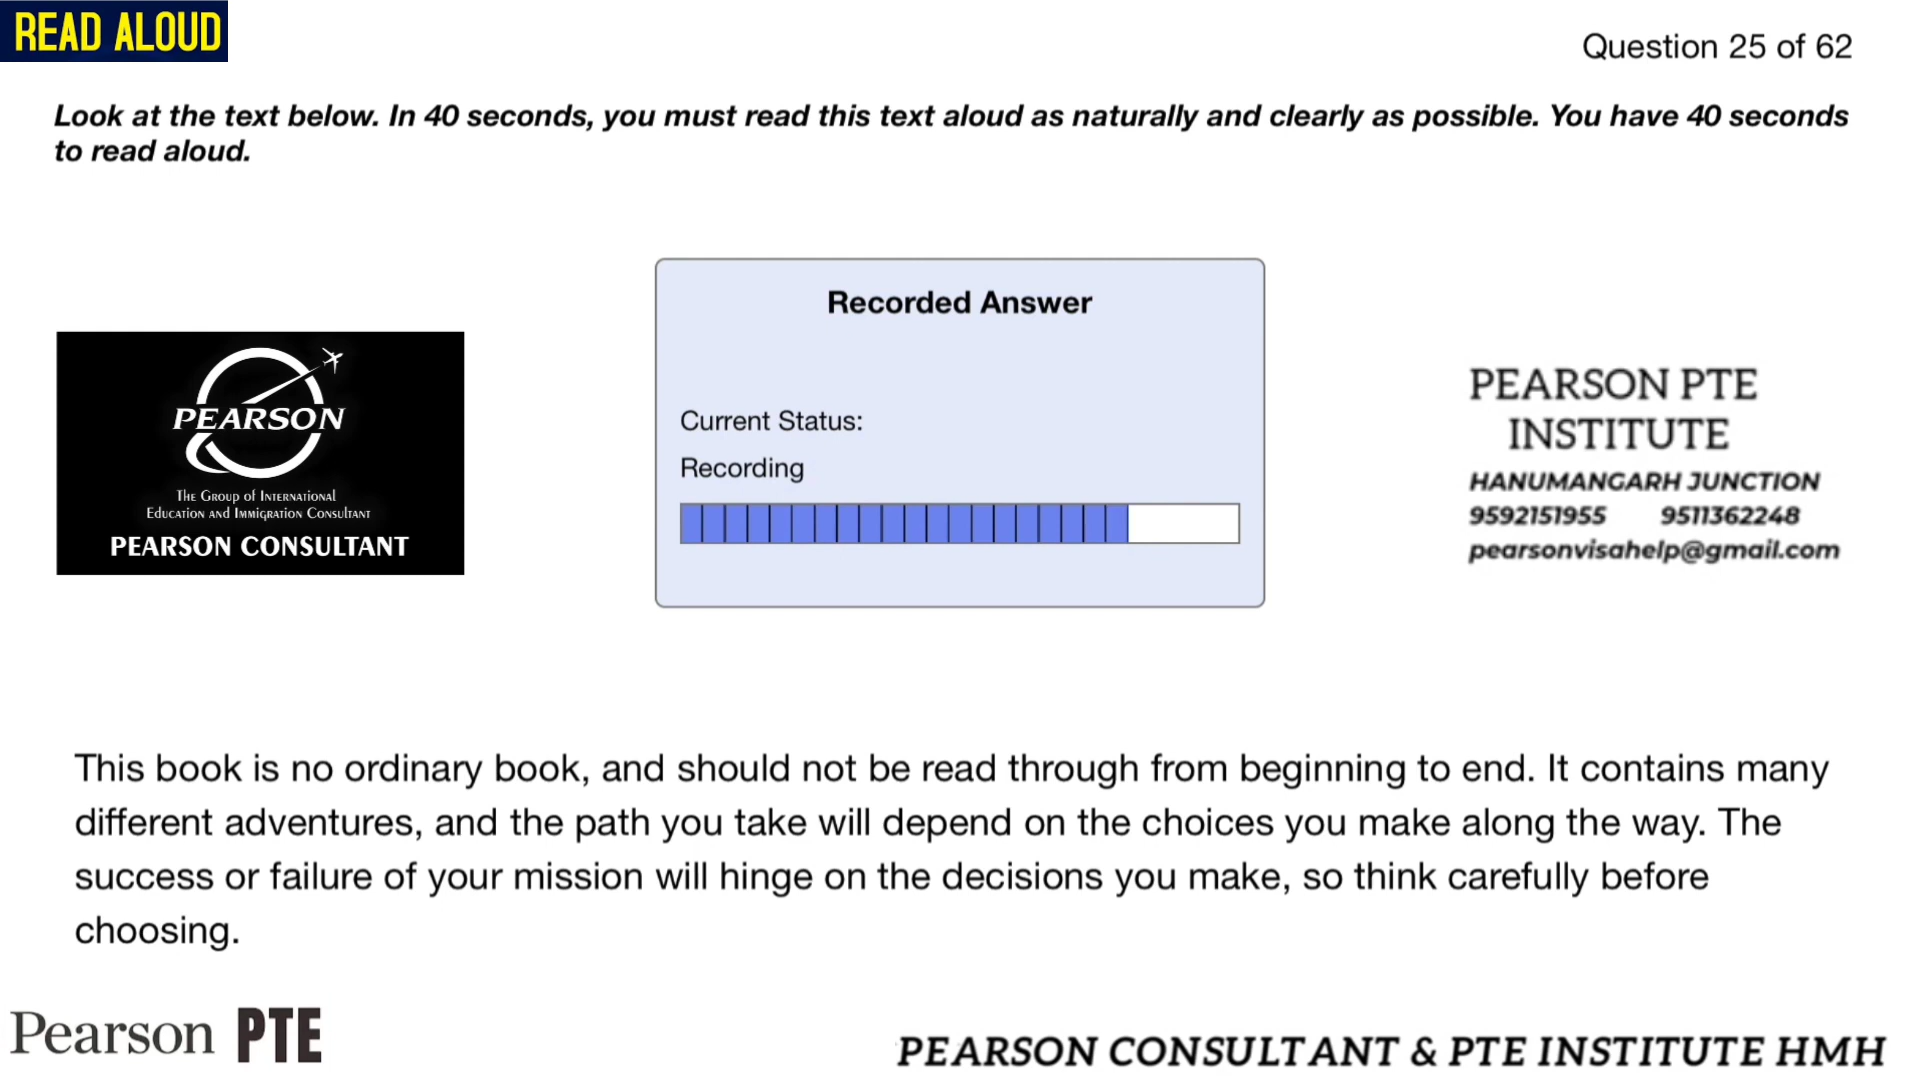 READ ALOUD
Question 25 of 62
Look at the text below. In 40 seconds, you must read this text aloud as naturally and clearly as possible. You have 40 seconds
to read aloud.
Recorded Answer
Current Status:
Recording
PEARSON
The Group of International
Education and Immigration Consultant
PEARSON CONSULTANT
PEARSON PTE
INSTITUTE
HANUMANGARH JUNCTION
9592151955 9511362248
pearsonvisahelp@gmail.com
This book is no ordinary book, and should not be read through from beginning to end. It contains many
different adventures, and the path you take will depend on the choices you make along the way. The
success or failure of your mission will hinge on the decisions you make, so think carefully before
choosing.
Pearson PTE
PEARSON CONSULTANT & PTE INSTITUTE HMH